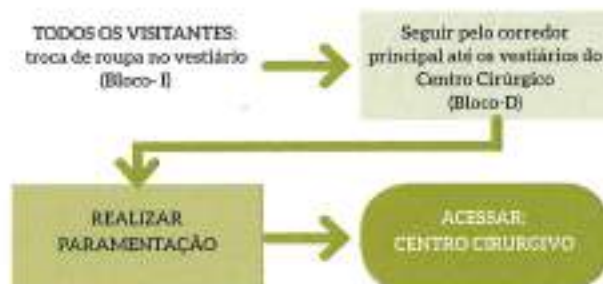 TODOS OS VISITANTES:
troca de roupa no vestiário
(Bloco- I)
Seguir pelo corredor
principal até os vestiários do
Centro Cirúrgico
(Bloco-D)
REALIZAR
PARAMENTAÇÃO
ACESSAR:
CENTRO CIRURGIVO